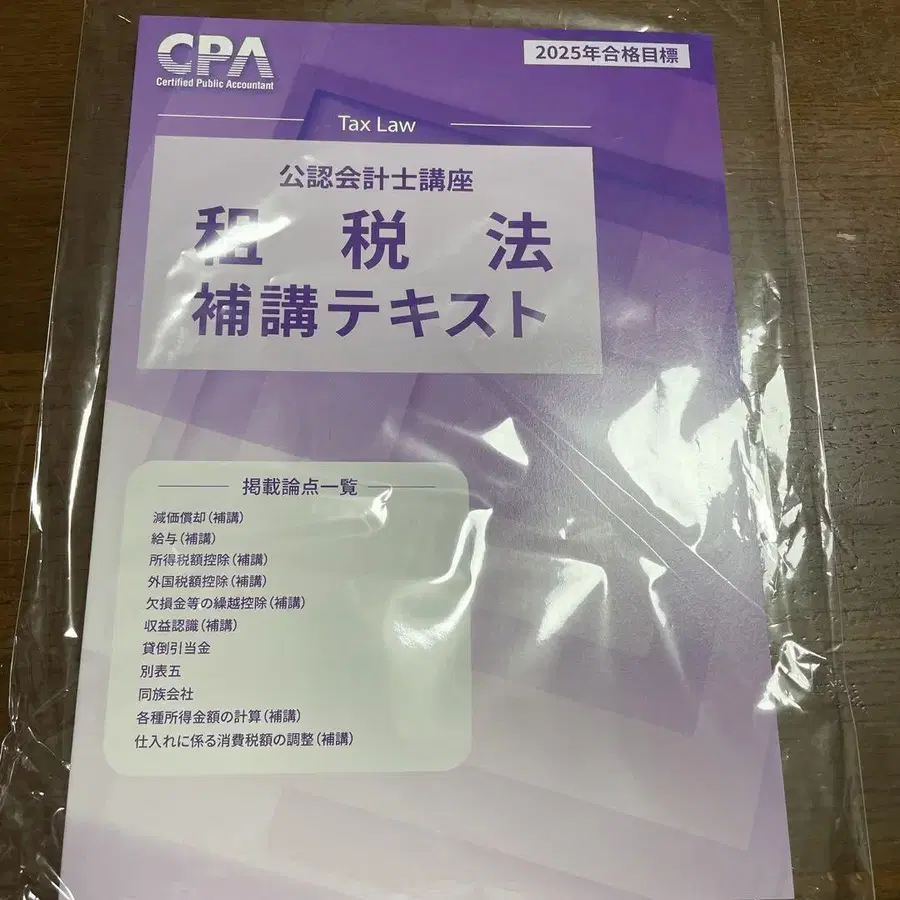 CPA
Certified Public Accountant
2025年合格目標
Tax Law
公認会計士講座
租税法
補講テキスト
掲載論点一覧
減価償却(補講)
給与(補講)
所得税額控除(補講)
外国税額控除(補講)
欠損金等の繰越控除(補講)
収益認識(補講)
貸倒引当金
別表五
同族会社
各種所得金額の計算(補講)
仕入れに係る消費税額の調整(補講)